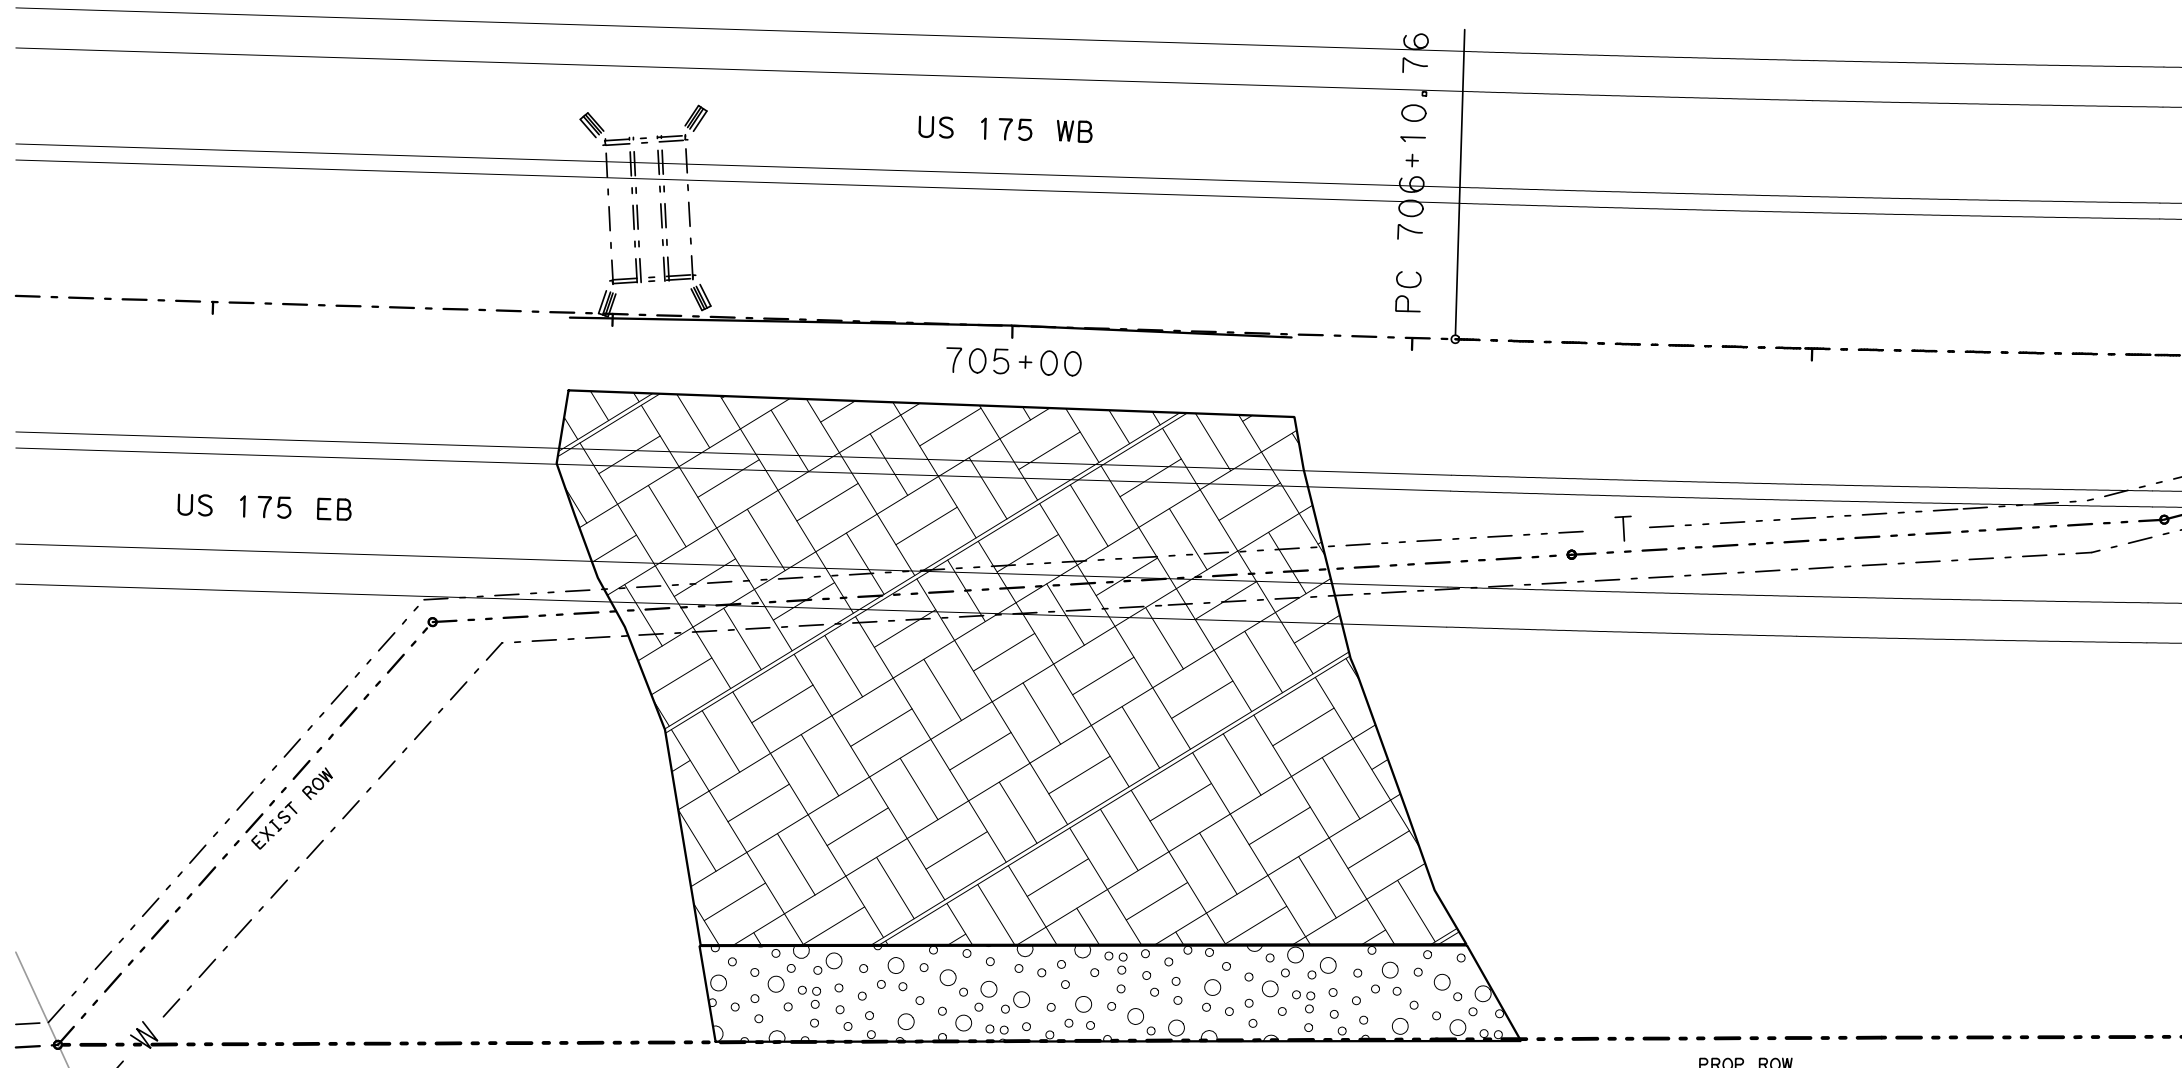 US 175 WB
PC 706+10.76
705+00
US 175 EB
T
EXIST ROW
W
PROP ROW